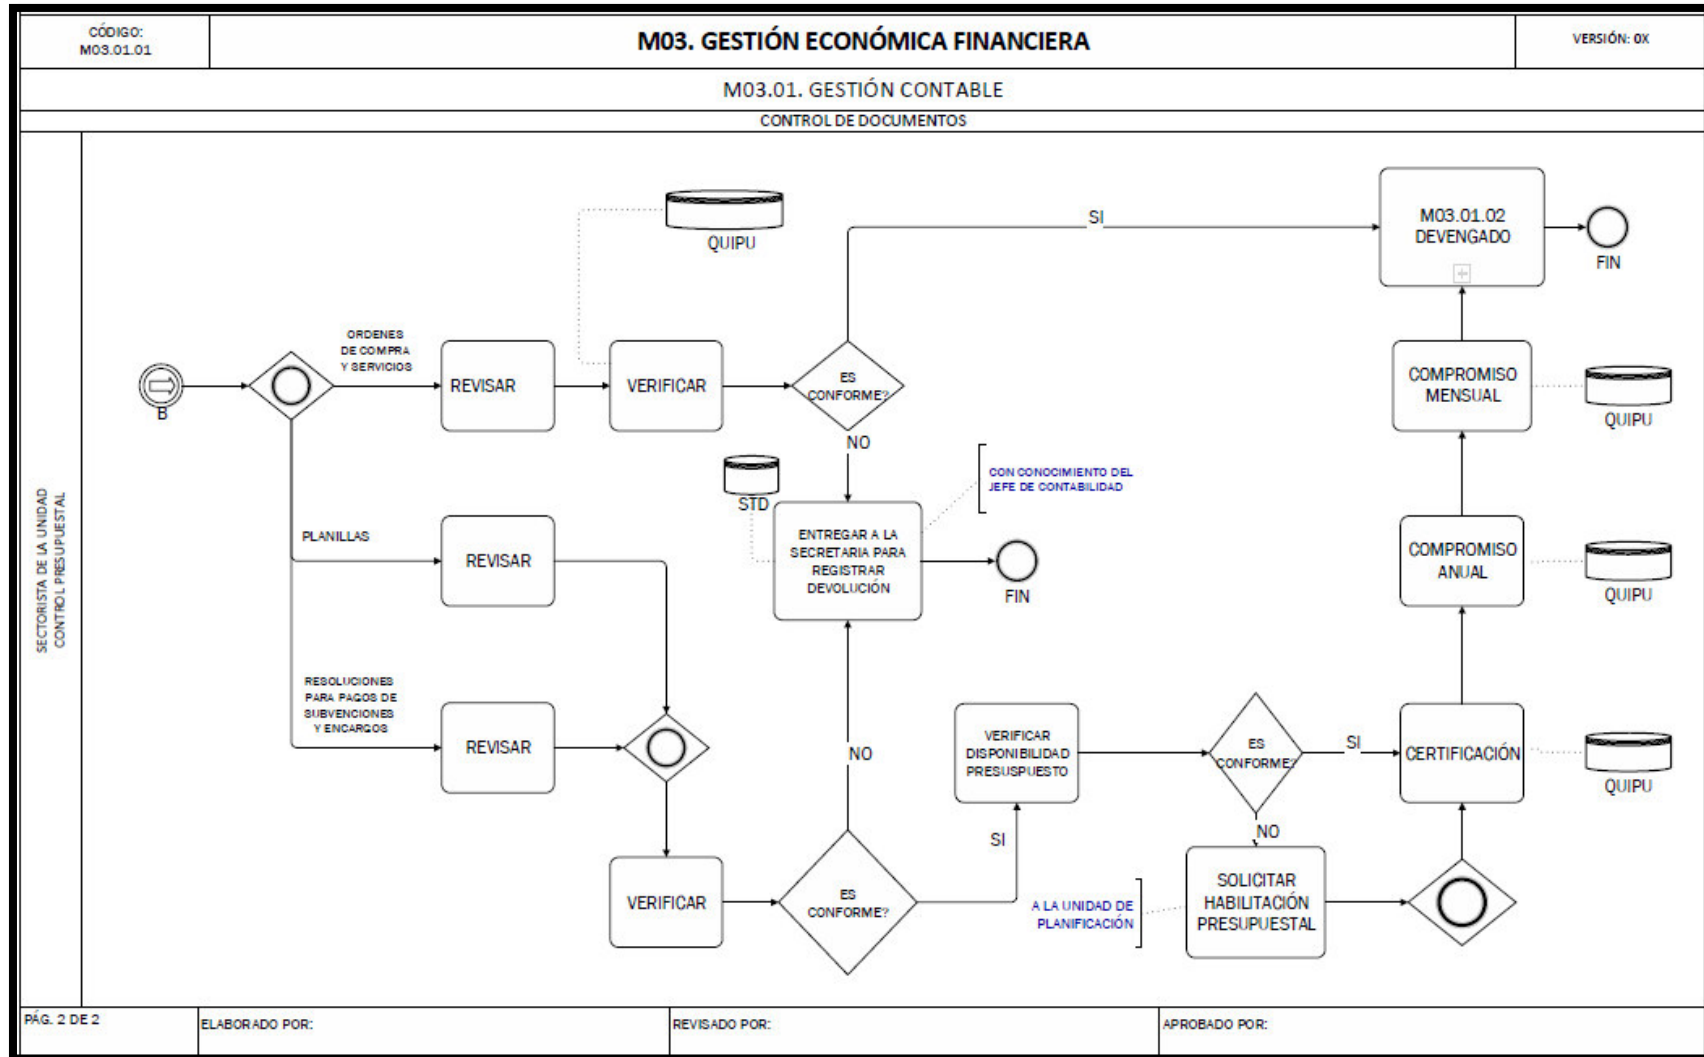 CÓDIGO:
M03.01.01
M03. GESTIÓN ECONÓMICA FINANCIERA
VERSIÓN: 0X
M03.01. GESTIÓN CONTABLE
CONTROL DE DOCUMENTOS
SECTORISTA DE LA UNIDAD
CONTROL PRESUPUESTAL
B
ORDENES
DE COMPRA
Y SERVICIOS
REVISAR
VERIFICAR
QUIPU
ES
CONFORME?
SI
M03.01.02
DEVENGADO
FIN
NO
STD
ENTREGAR A LA
SECRETARIA PARA
REGISTRAR
DEVOLUCIÓN
CON CONOCIMIENTO DEL
JEFE DE CONTABILIDAD
FIN
PLANILLAS
REVISAR
RESOLUCIONES
PARA PAGOS DE
SUBVENCIONES
Y ENCARGOS
REVISAR
VERIFICAR
ES
CONFORME?
NO
SI
VERIFICAR
DISPONIBILIDAD
PRESUSPUESTO
ES
CONFORME?
SI
NO
A LA UNIDAD DE
PLANIFICACIÓN
SOLICITAR
HABILITACIÓN
PRESUPUESTAL
CERTIFICACIÓN
QUIPU
COMPROMISO
ANUAL
QUIPU
COMPROMISO
MENSUAL
QUIPU
PÁG. 2 DE 2
ELABORADO POR:
REVISADO POR:
APROBADO POR: